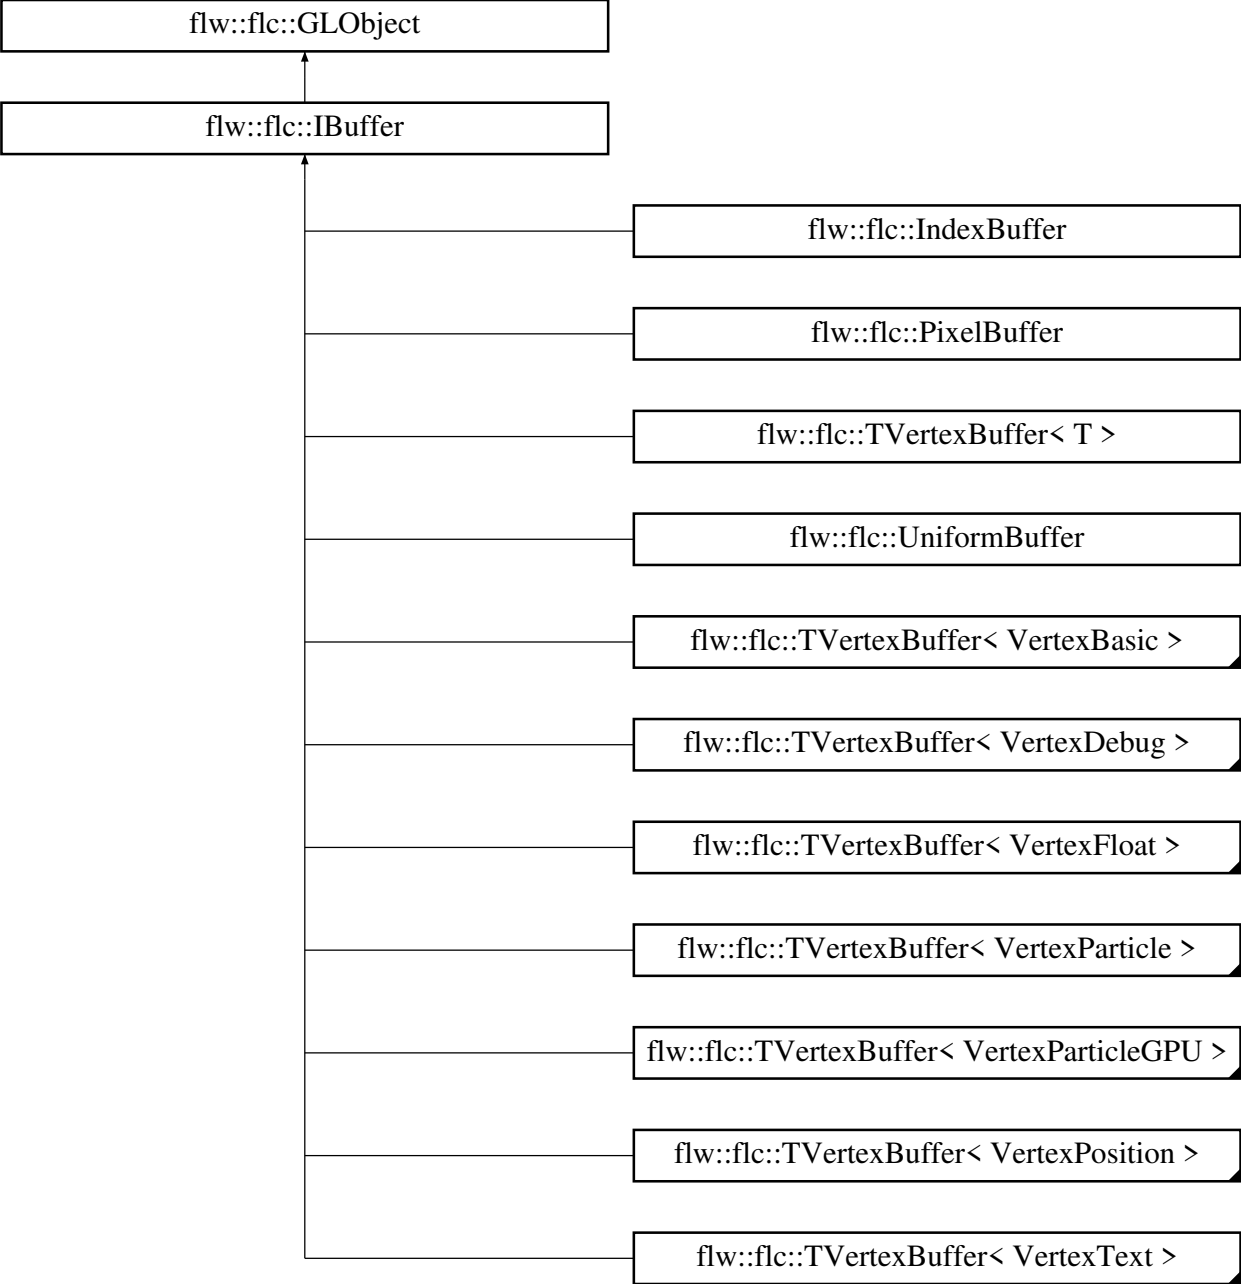 flw::flc::GLObject
flw::flc::IBuffer
flw::flc::IndexBuffer
flw::flc::PixelBuffer
flw::flc::TVertexBuffer< T >
flw::flc::UniformBuffer
flw::flc::TVertexBuffer< VertexBasic >
flw::flc::TVertexBuffer< VertexDebug >
flw::flc::TVertexBuffer< VertexFloat >
flw::flc::TVertexBuffer< VertexParticle >
flw::flc::TVertexBuffer< VertexParticleGPU >
flw::flc::TVertexBuffer< VertexPosition >
flw::flc::TVertexBuffer< VertexText >